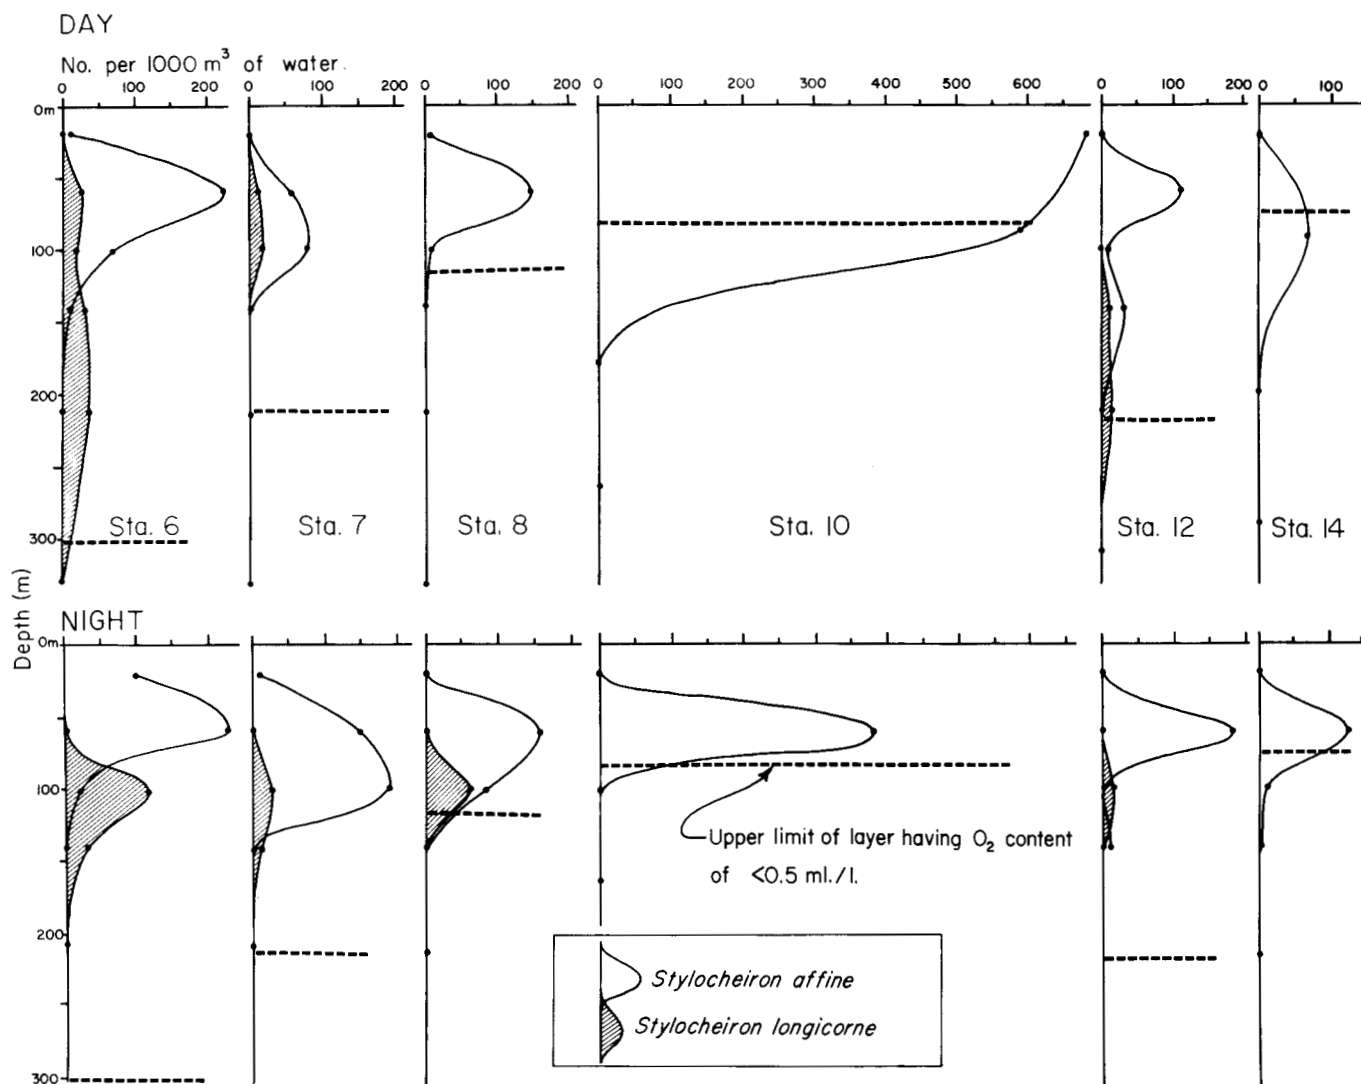 DAY
No. per 1000 m³ of water.
0 100 200
0 100 200
0 100 200
0 100 200 300 400 500 600
0 100 200
0 100
0m
100
200
300
Sta. 6
Sta. 7
Sta. 8
Sta. 10
Sta. 12
Sta. 14
Depth (m)
NIGHT
0m
100
200
300
Upper limit of layer having O₂ content
of <0.5 ml./l.
Stylocheiron affine
Stylocheiron longicorne